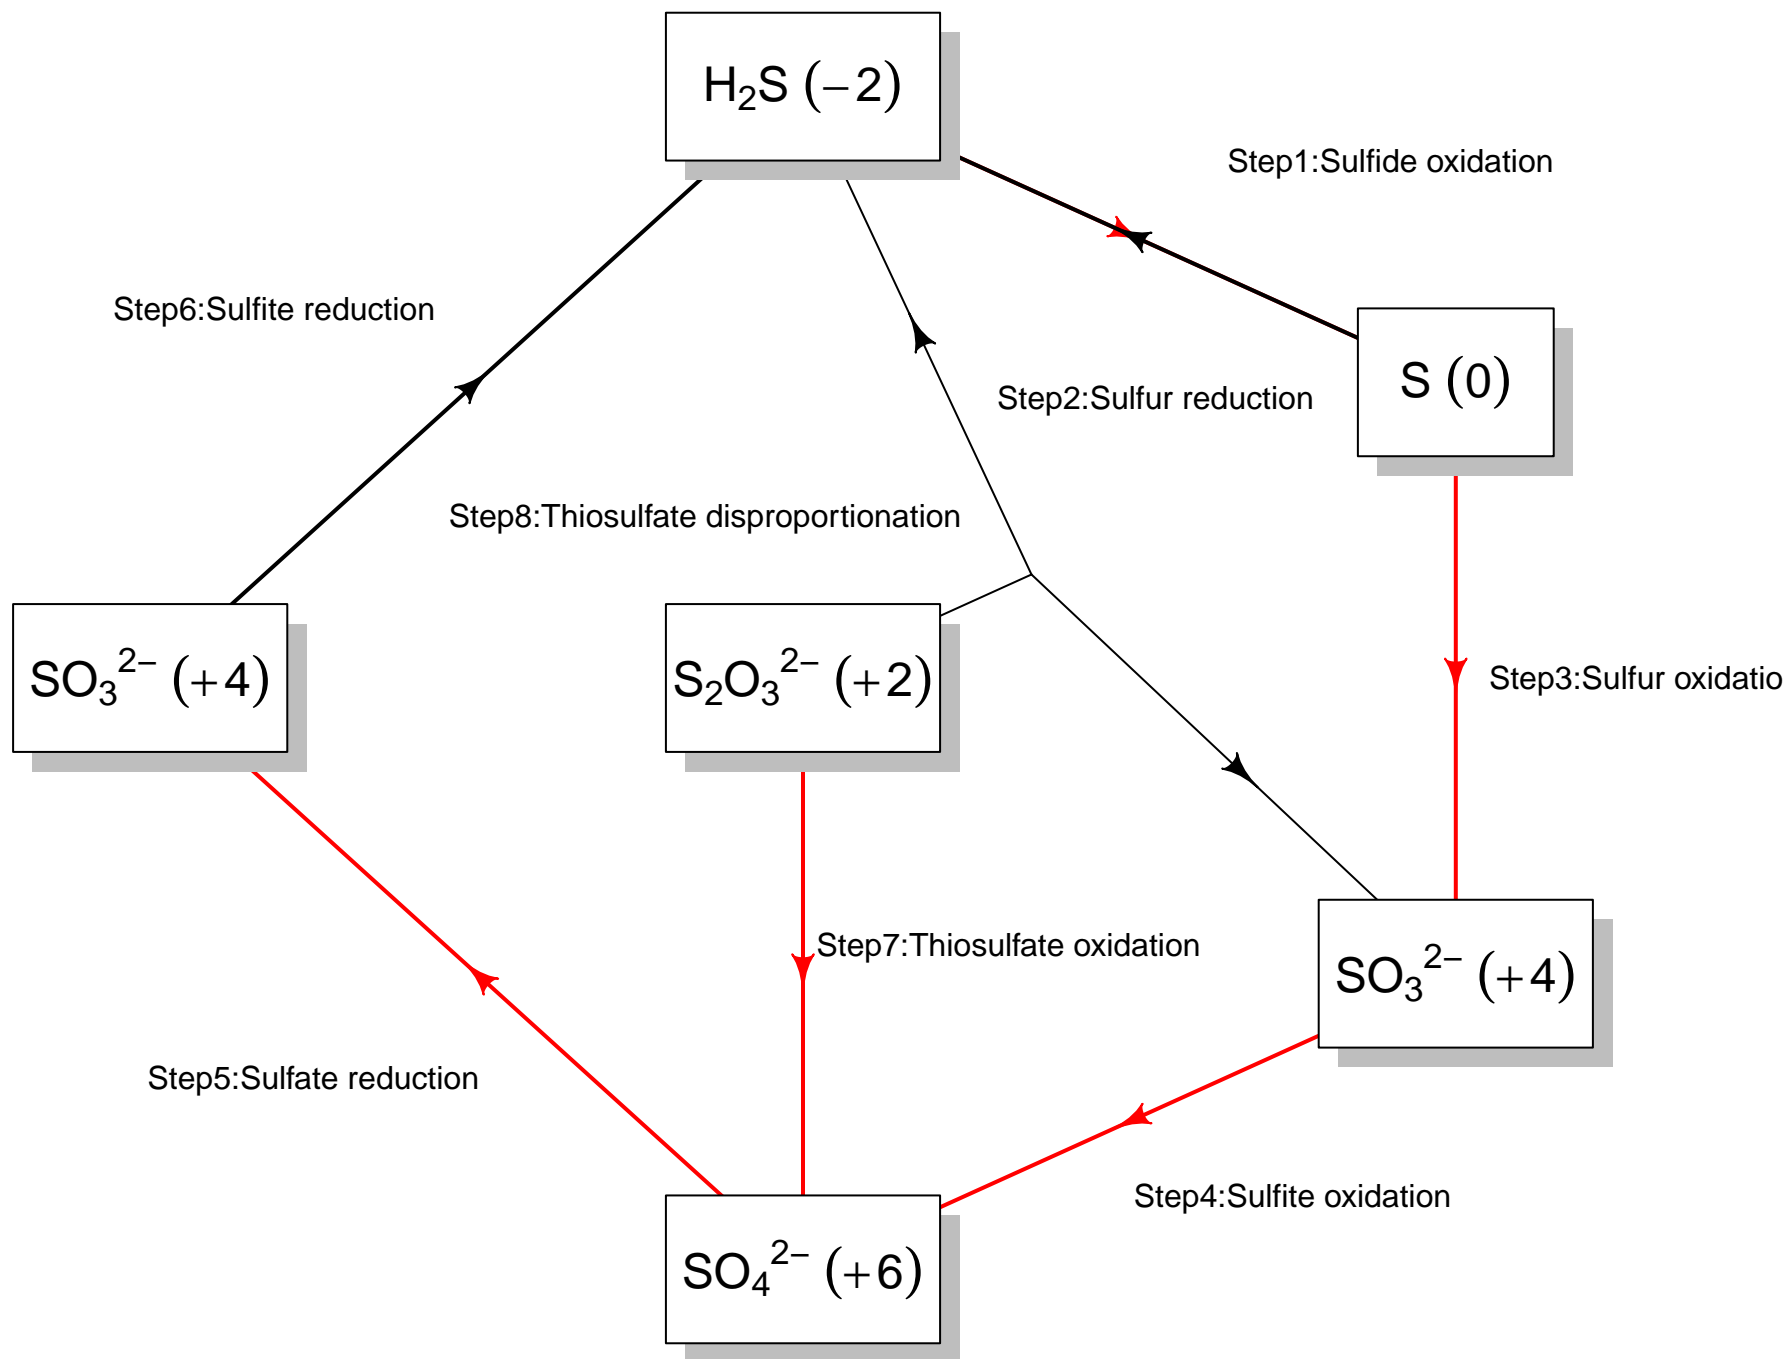 H₂S (−2)
Step1:Sulfide oxidation
Step6:Sulfite reduction
S (0)
Step2:Sulfur reduction
Step8:Thiosulfate disproportionation
SO₃²⁻ (+4)
S₂O₃²⁻ (+2)
Step3:Sulfur oxidatio
Step7:Thiosulfate oxidation
SO₃²⁻ (+4)
Step5:Sulfate reduction
Step4:Sulfite oxidation
SO₄²⁻ (+6)